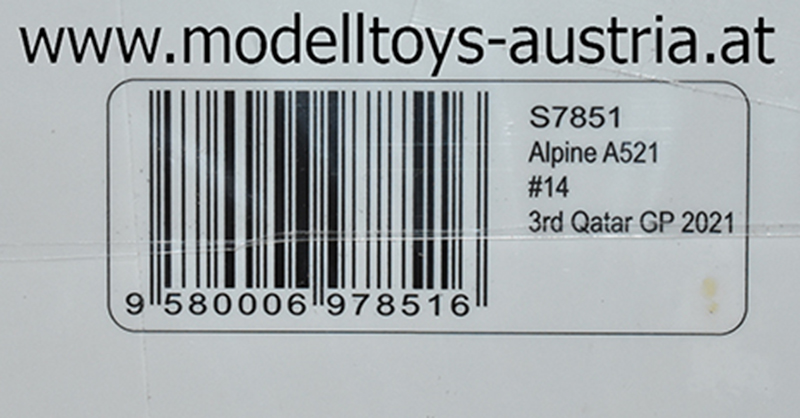 www.modelltoys-austria.at
S7851
Alpine A521
#14
3rd Qatar GP 2021
9 580006 978516